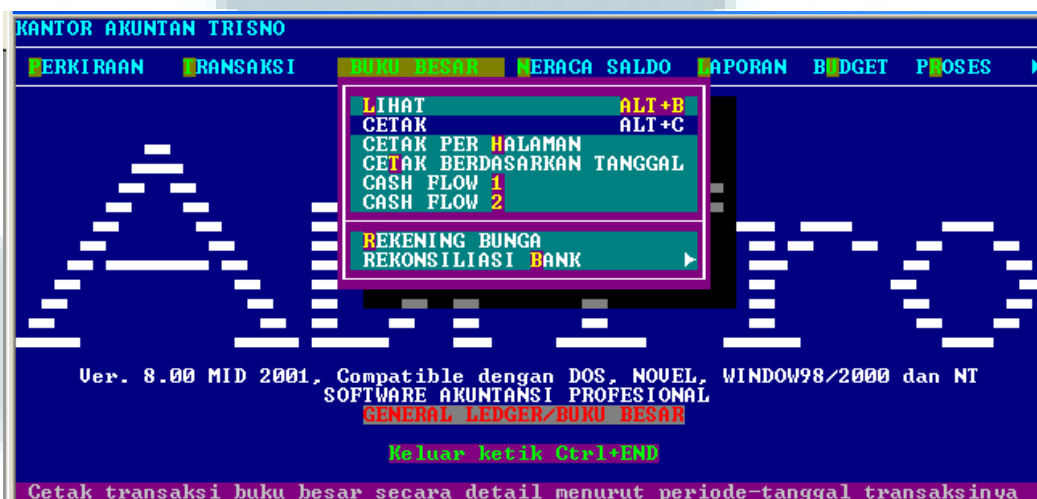 KANTOR AKUNTAN TRISNO
PERKIRAAN TRANSAKSI BUKU BESAR NERACA SALDO LAPORAN BUDGET PROSES
LIHAT ALT+B
CETAK ALT+C
CETAK PER HALAMAN
CETAK BERDASARKAN TANGGAL
CASH FLOW 1
CASH FLOW 2
REKENING BUNGA
REKONSILIASI BANK
Ver. 8.00 MID 2001, Compatible dengan DOS, NOVEL, WINDOW98/2000 dan NT
SOFTWARE AKUNTANSI PROFESIONAL
GENERAL LEDGER/BUKU BESAR
Keluar ketik Ctrl+END
Cetak transaksi buku besar secara detail menurut periode-tanggal transaksinya